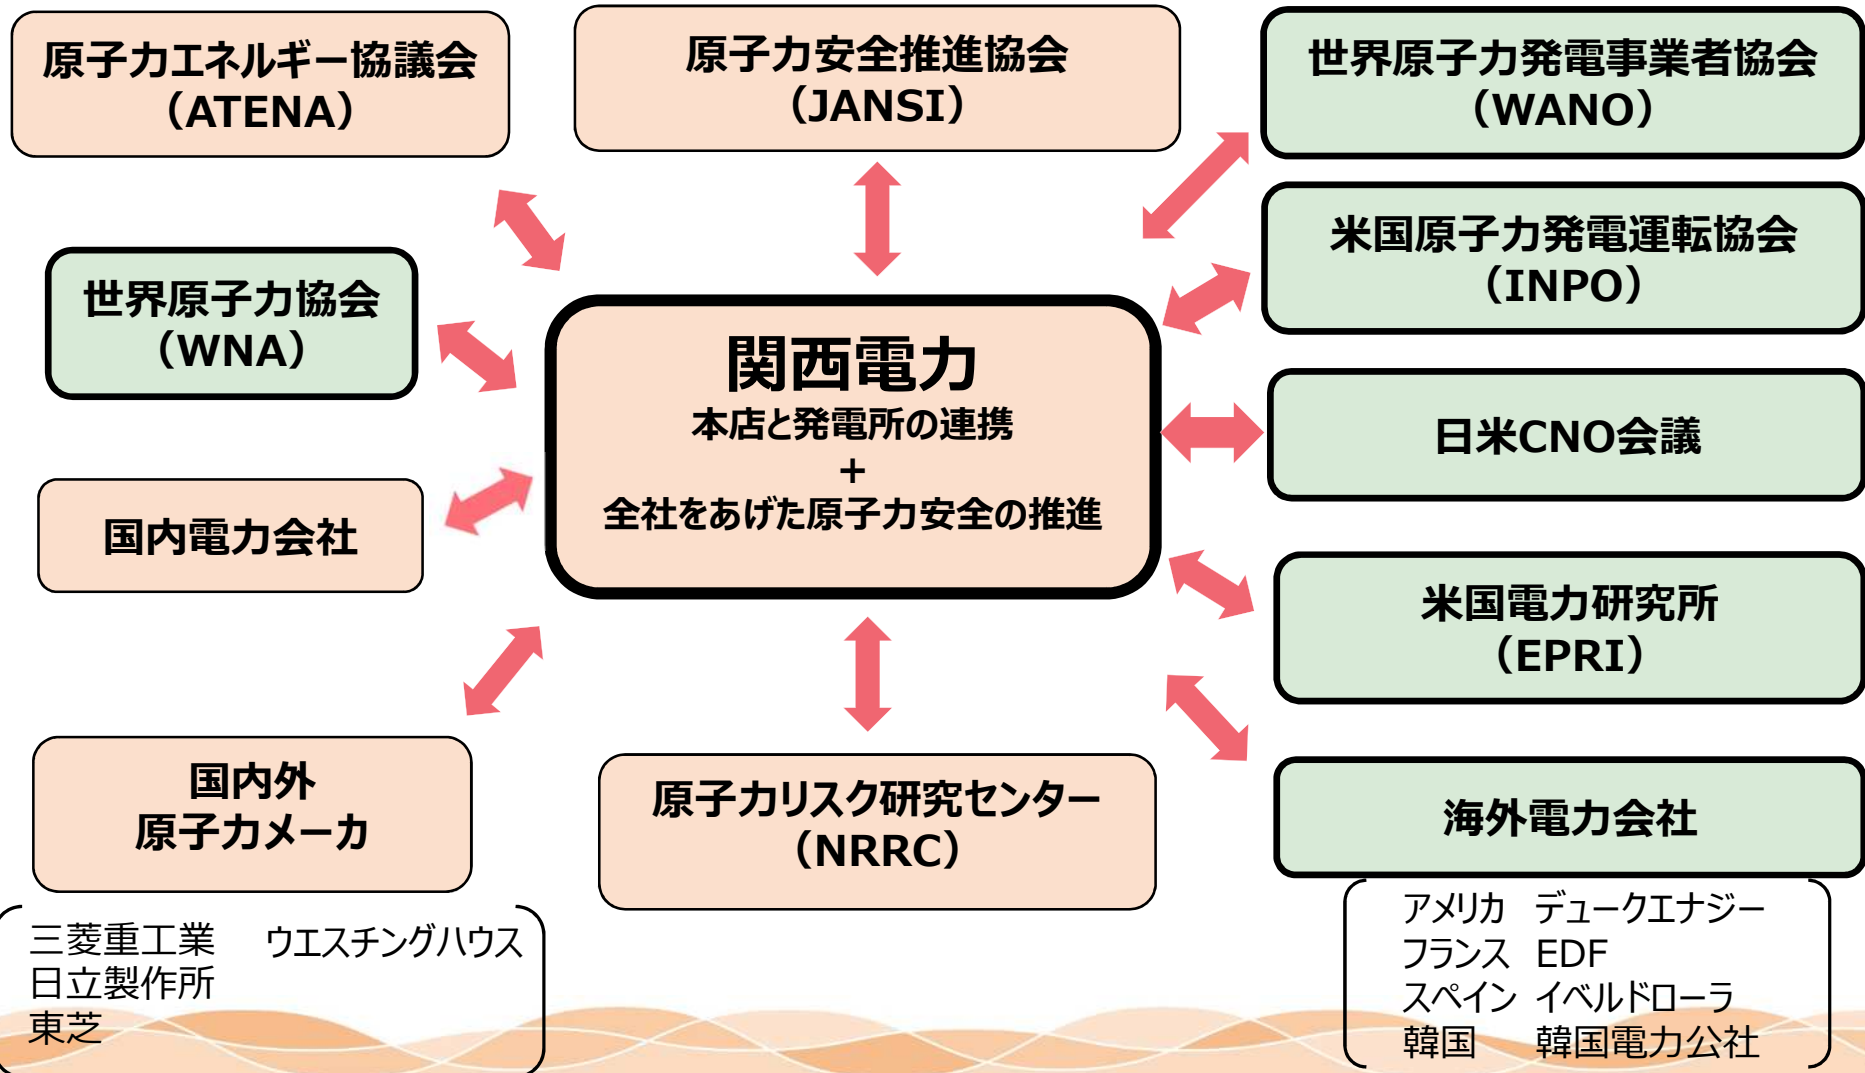 原子力エネルギー協議会
（ATENA）
原子力安全推進協会
（JANSI）
世界原子力発電事業者協会
（WANO）
米国原子力発電運転協会
（INPO）
世界原子力協会
（WNA）
関西電力
本店と発電所の連携
+
全社をあげた原子力安全の推進
日米CNO会議
国内電力会社
米国電力研究所
（EPRI）
国内外
原子力メーカ
原子力リスク研究センター
（NRRC）
海外電力会社
三菱重工業 ウエスチングハウス
日立製作所
東芝
アメリカ デュークエナジー
フランス EDF
スペイン イベルドローラ
韓国 韓国電力公社